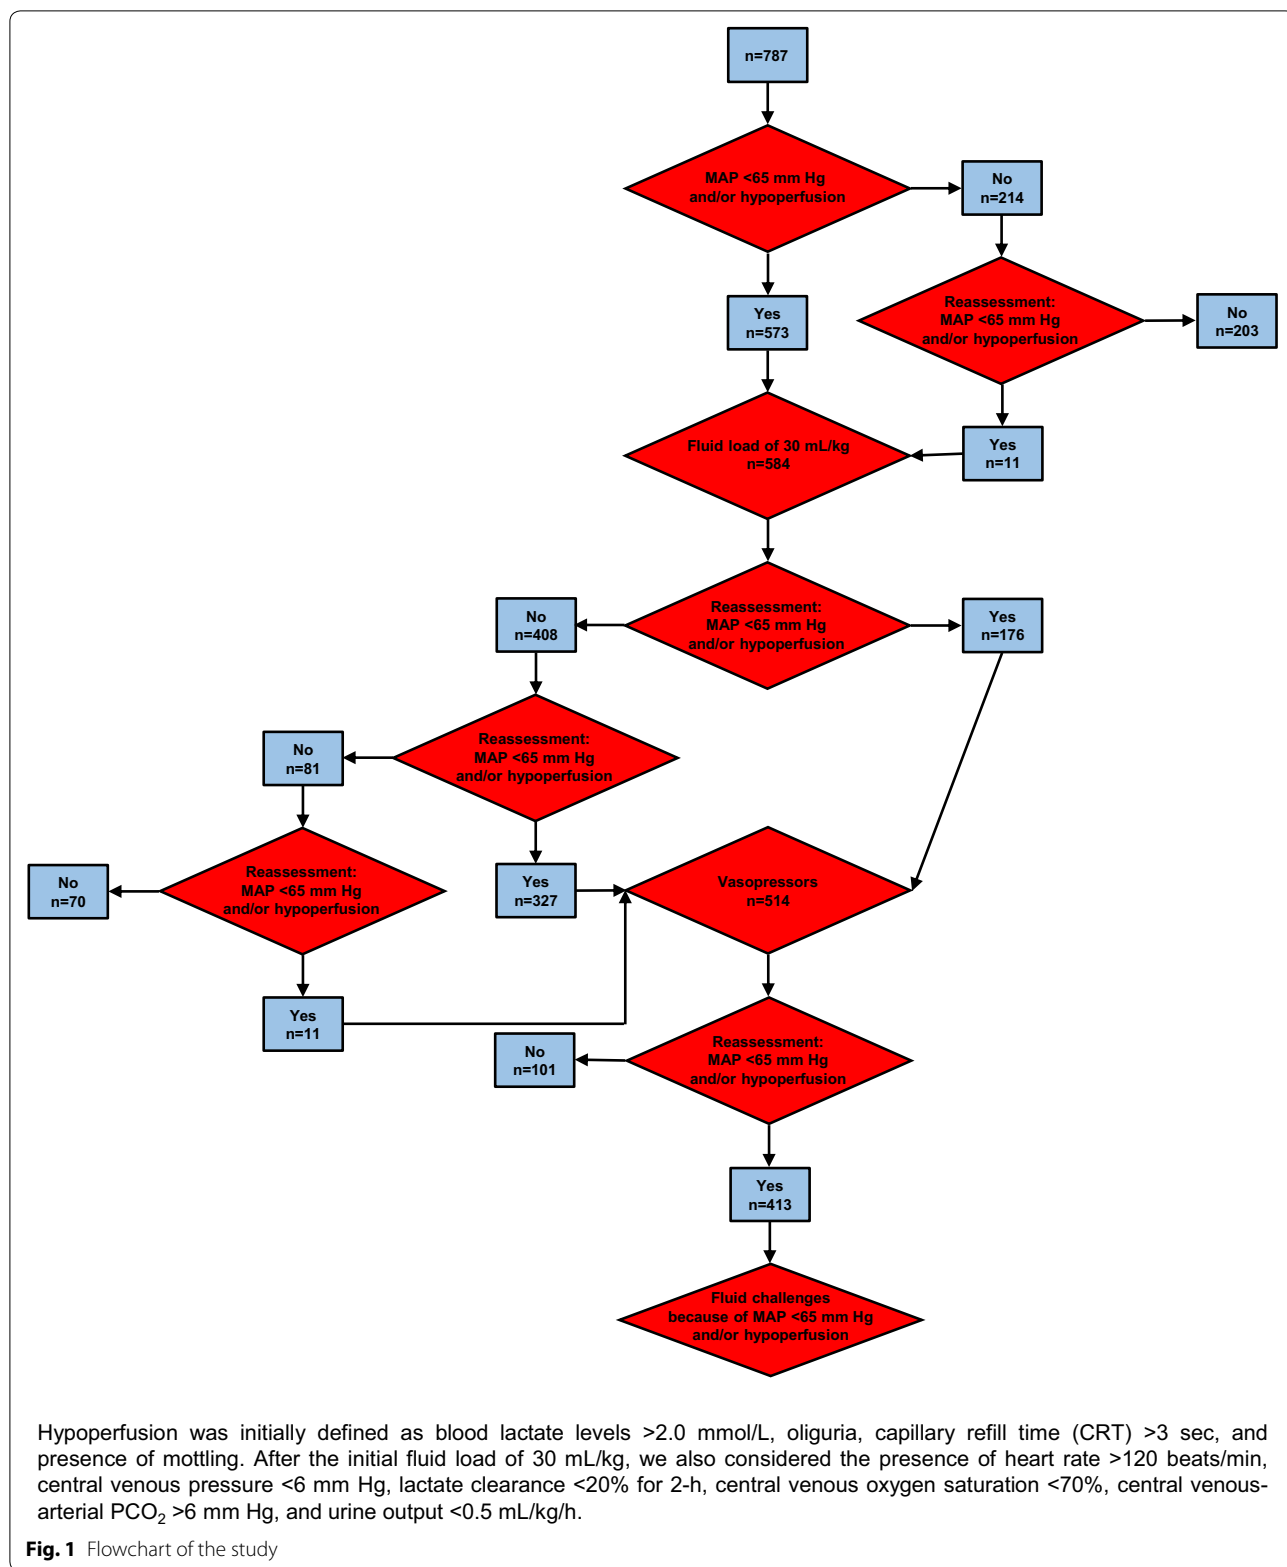 n=787
MAP <65 mm Hg
and/or hypoperfusion
No
n=214
Yes
n=573
Reassessment:
MAP <65 mm Hg
and/or hypoperfusion
No
n=203
Fluid load of 30 mL/kg
n=584
Yes
n=11
No
n=408
Reassessment:
MAP <65 mm Hg
and/or hypoperfusion
Yes
n=176
No
n=81
Reassessment:
MAP <65 mm Hg
and/or hypoperfusion
No
n=70
Reassessment:
MAP <65 mm Hg
and/or hypoperfusion
Yes
n=327
Vasopressors
n=514
Yes
n=11
No
n=101
Reassessment:
MAP <65 mm Hg
and/or hypoperfusion
Yes
n=413
Fluid challenges
because of MAP <65 mm Hg
and/or hypoperfusion
Hypoperfusion was initially defined as blood lactate levels >2.0 mmol/L, oliguria, capillary refill time (CRT) >3 sec, and
presence of mottling. After the initial fluid load of 30 mL/kg, we also considered the presence of heart rate >120 beats/min,
central venous pressure <6 mm Hg, lactate clearance <20% for 2-h, central venous oxygen saturation <70%, central venous-
arterial PCO₂ >6 mm Hg, and urine output <0.5 mL/kg/h.
Fig. 1 Flowchart of the study